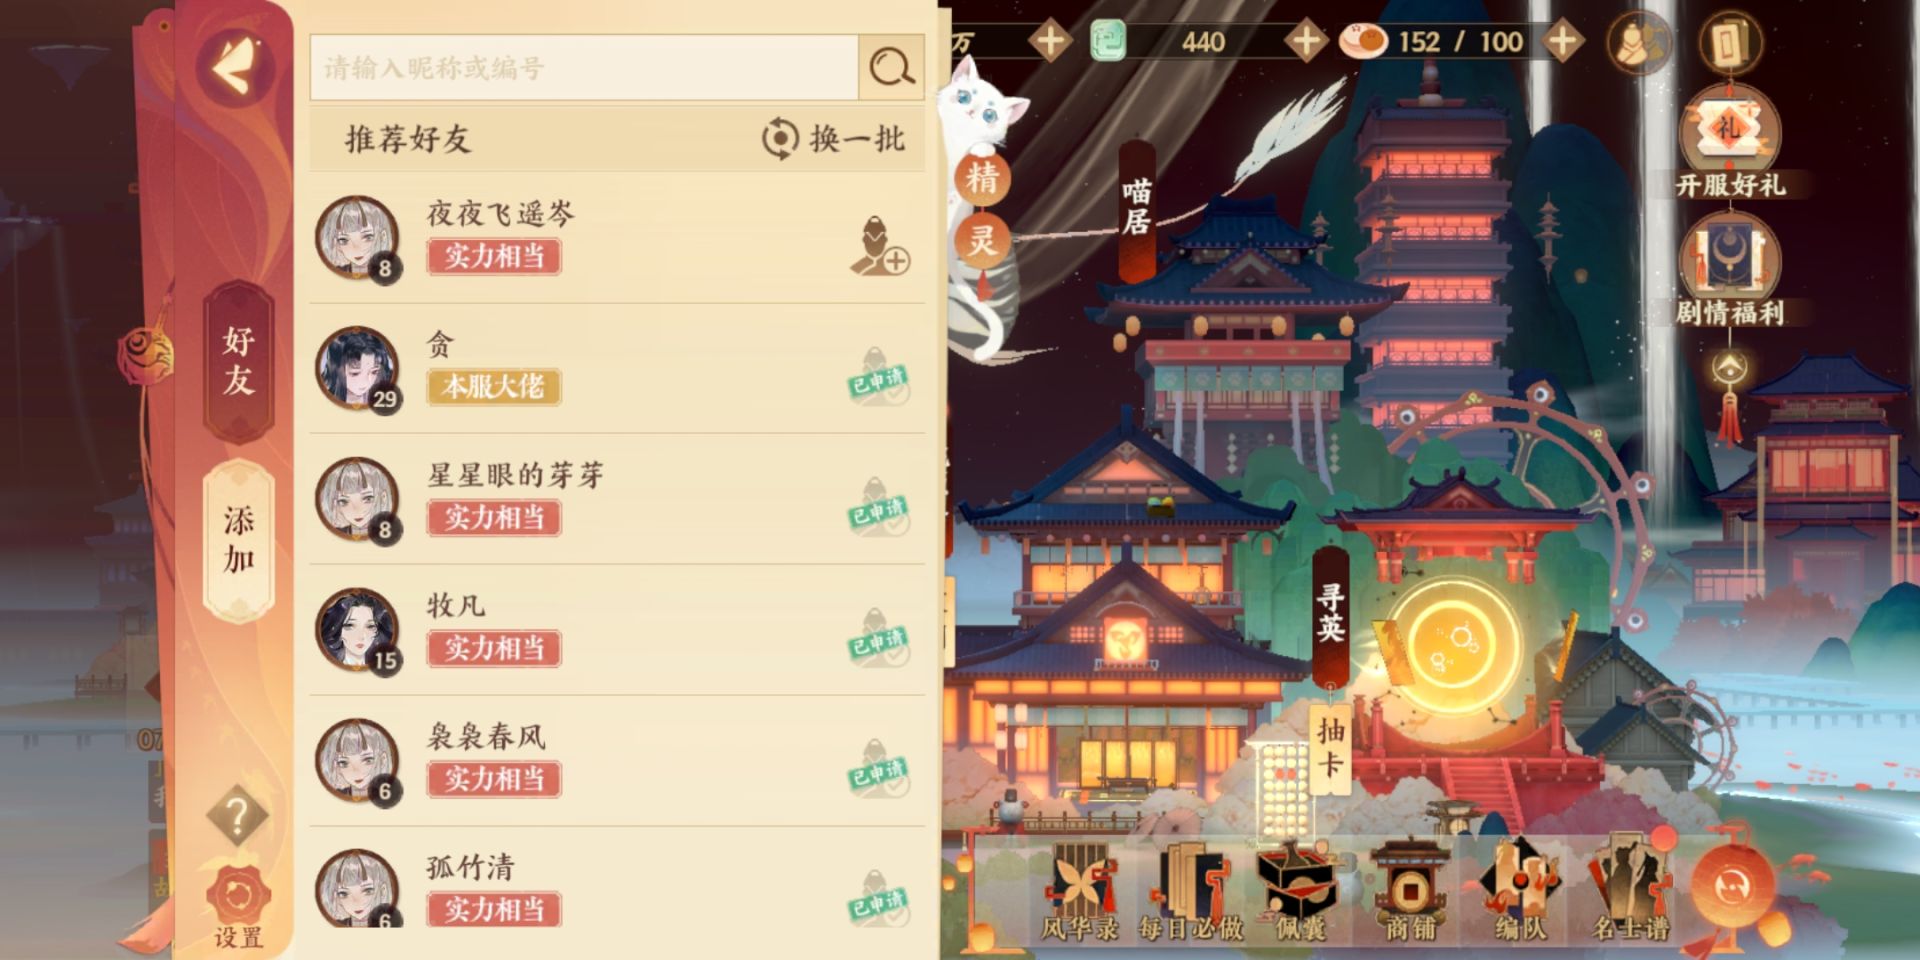 请输入昵称或编号
推荐好友
换一批
夜夜飞遥岑
实力相当
8
贪
本服大佬
29
已申请
星星眼的芽芽
实力相当
8
已申请
牧凡
实力相当
15
已申请
袅袅春风
实力相当
6
已申请
孤竹清
实力相当
6
已申请
好友
添加
?
设置
万
440
152 / 100
精灵
喵居
礼
开服好礼
剧情福利
寻英
抽卡
风华录
每日必做
佩囊
商铺
编队
名士谱
07